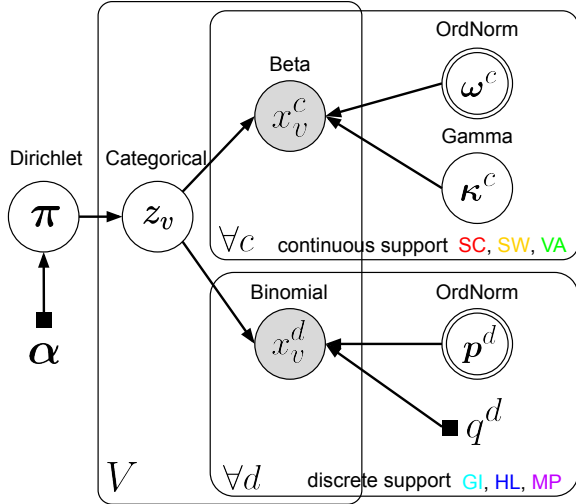 OrdNorm
Beta
ω^c
x_v^c
Gamma
Dirichlet
Categorical
κ^c
π
z_v
∀c
continuous support SC, SW, VA
Binomial
OrdNorm
x_v^d
p^d
α
q^d
V
∀d
discrete support GI, HL, MP